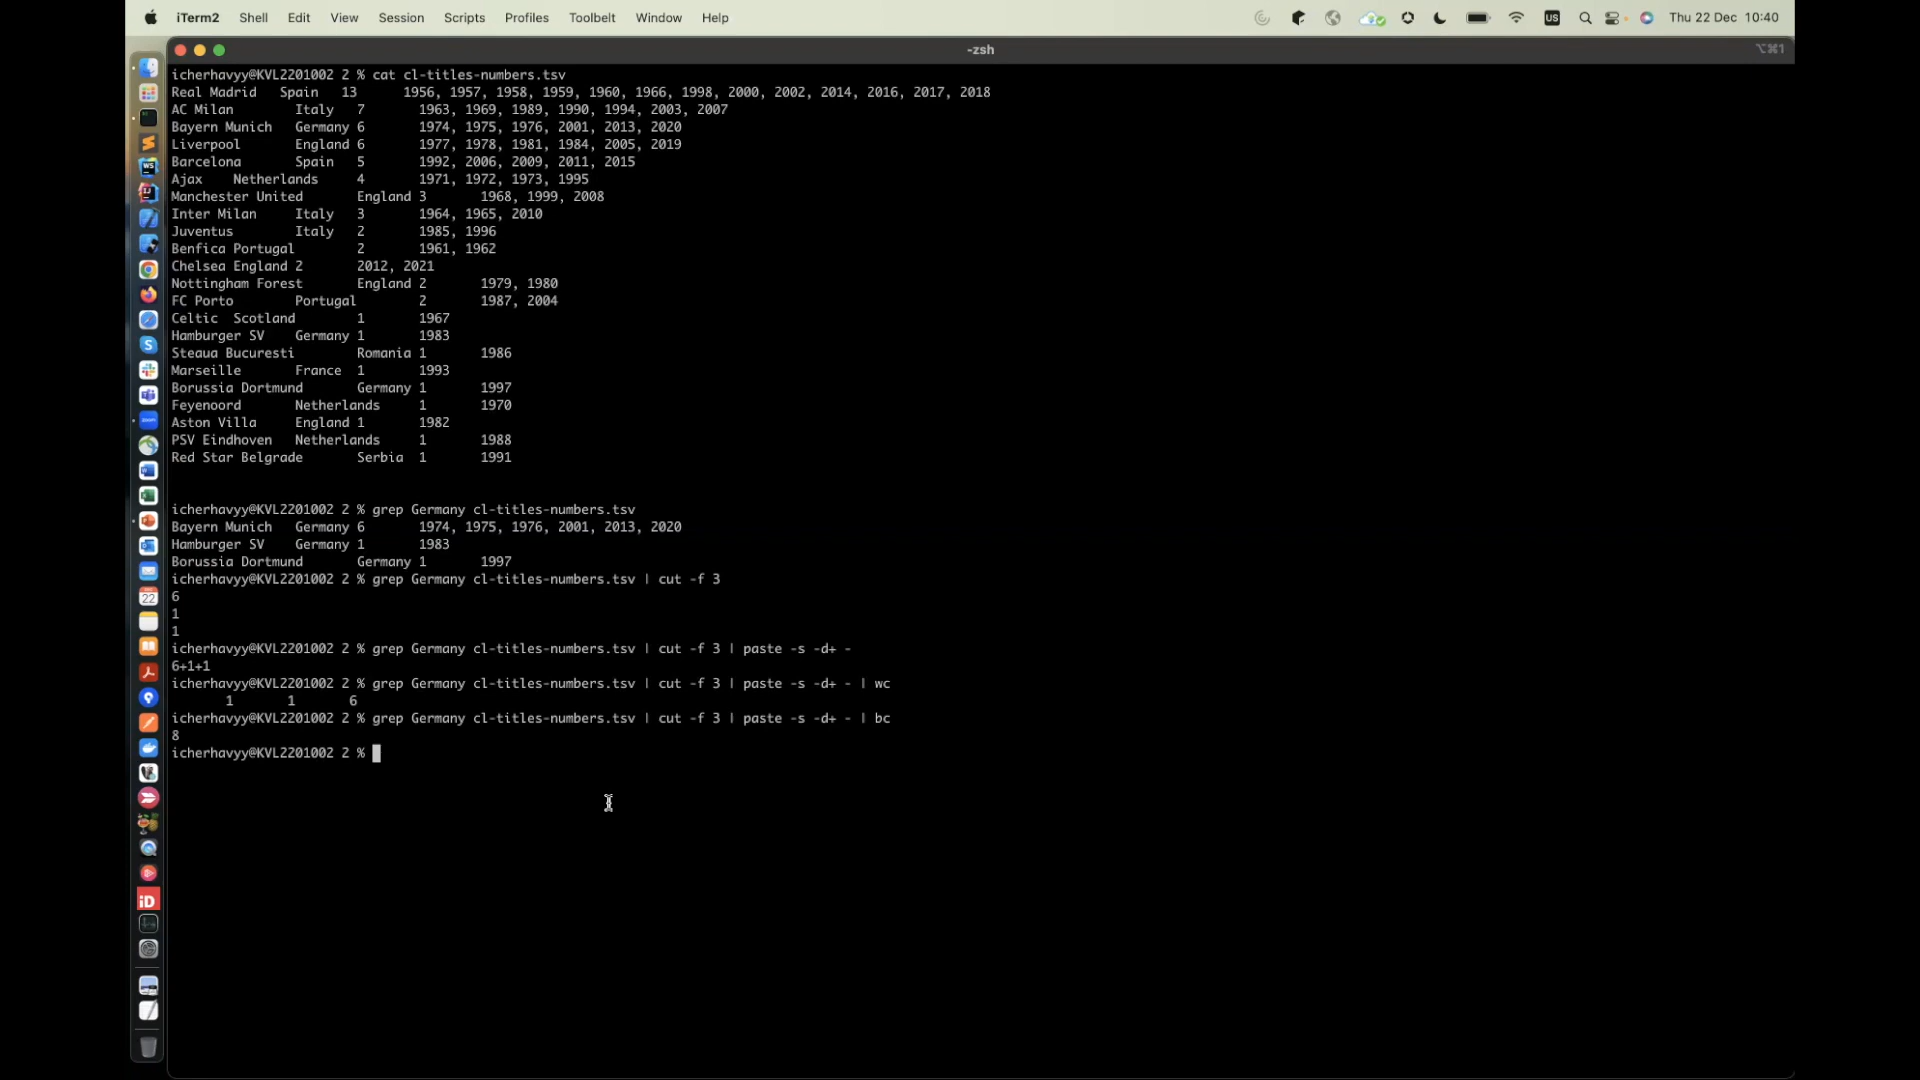 iTerm2 Shell Edit View Session Scripts Profiles Toolbelt Window Help US Thu 22 Dec 10:40
-zsh ⌥⌘1
icherhavyy@KVL2201002 2 % cat cl-titles-numbers.tsv
Real Madrid Spain 13 1956, 1957, 1958, 1959, 1960, 1966, 1998, 2000, 2002, 2014, 2016, 2017, 2018
AC Milan Italy 7 1963, 1969, 1989, 1990, 1994, 2003, 2007
Bayern Munich Germany 6 1974, 1975, 1976, 2001, 2013, 2020
Liverpool England 6 1977, 1978, 1981, 1984, 2005, 2019
Barcelona Spain 5 1992, 2006, 2009, 2011, 2015
Ajax Netherlands 4 1971, 1972, 1973, 1995
Manchester United England 3 1968, 1999, 2008
Inter Milan Italy 3 1964, 1965, 2010
Juventus Italy 2 1985, 1996
Benfica Portugal 2 1961, 1962
Chelsea England 2 2012, 2021
Nottingham Forest England 2 1979, 1980
FC Porto Portugal 2 1987, 2004
Celtic Scotland 1 1967
Hamburger SV Germany 1 1983
Steaua Bucuresti Romania 1 1986
Marseille France 1 1993
Borussia Dortmund Germany 1 1997
Feyenoord Netherlands 1 1970
Aston Villa England 1 1982
PSV Eindhoven Netherlands 1 1988
Red Star Belgrade Serbia 1 1991
icherhavyy@KVL2201002 2 % grep Germany cl-titles-numbers.tsv
Bayern Munich Germany 6 1974, 1975, 1976, 2001, 2013, 2020
Hamburger SV Germany 1 1983
Borussia Dortmund Germany 1 1997
icherhavyy@KVL2201002 2 % grep Germany cl-titles-numbers.tsv | cut -f 3
6
1
1
icherhavyy@KVL2201002 2 % grep Germany cl-titles-numbers.tsv | cut -f 3 | paste -s -d+ -
6+1+1
icherhavyy@KVL2201002 2 % grep Germany cl-titles-numbers.tsv | cut -f 3 | paste -s -d+ - | wc
1 1 6
icherhavyy@KVL2201002 2 % grep Germany cl-titles-numbers.tsv | cut -f 3 | paste -s -d+ - | bc
8
icherhavyy@KVL2201002 2 %
WS
S
22
iD